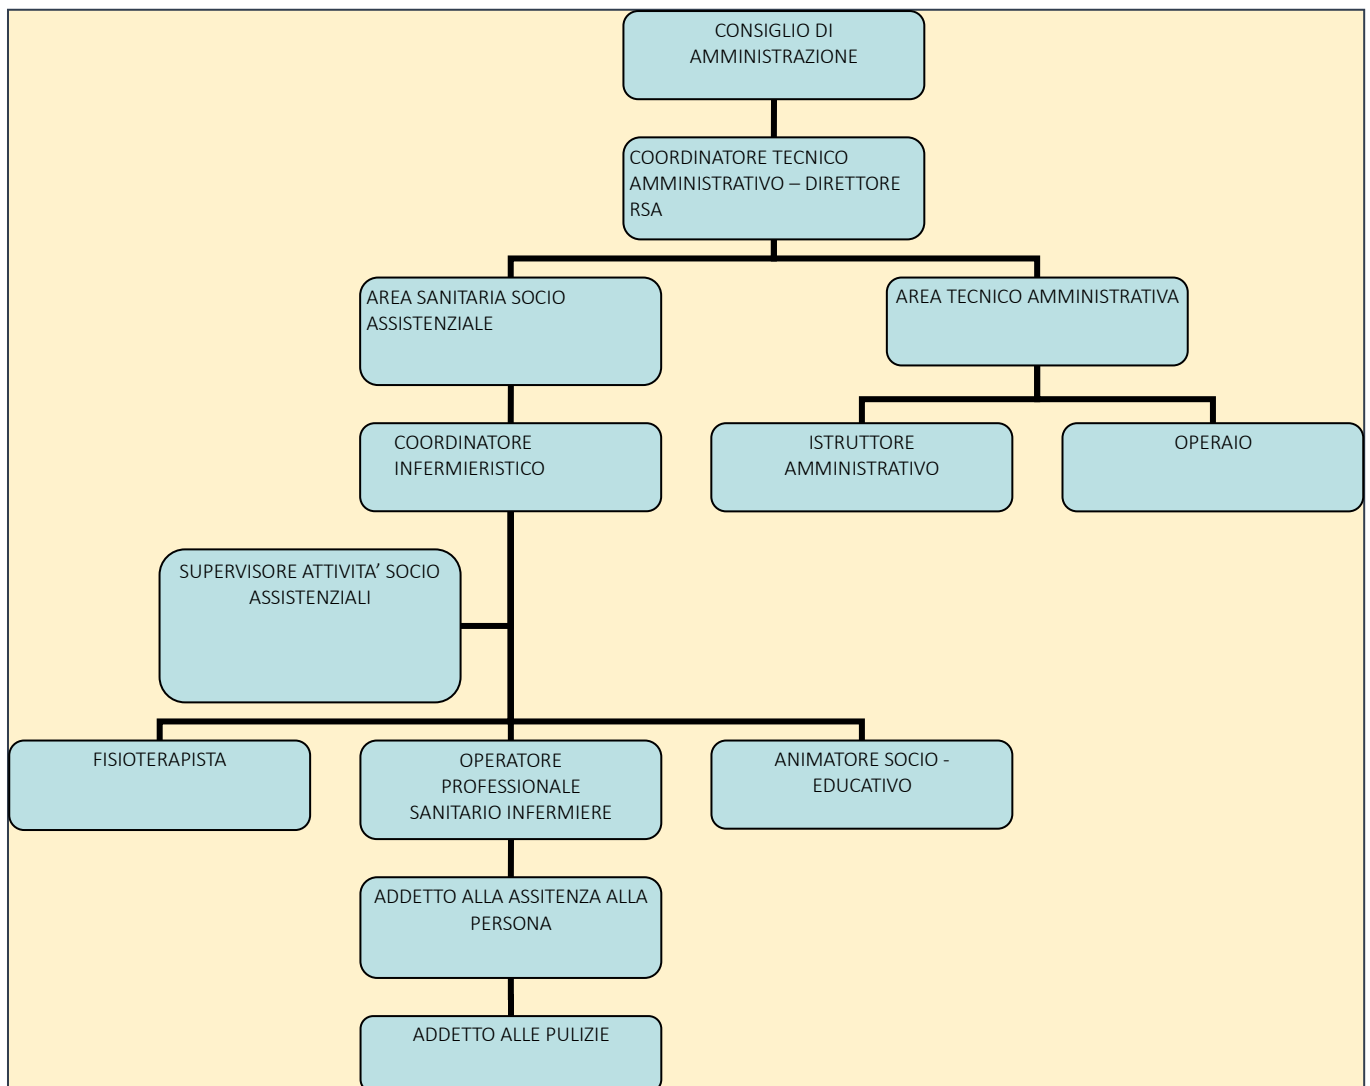 CONSIGLIO DI
AMMINISTRAZIONE
COORDINATORE TECNICO
AMMINISTRATIVO – DIRETTORE
RSA
AREA SANITARIA SOCIO
ASSISTENZIALE
AREA TECNICO AMMINISTRATIVA
COORDINATORE
INFERMIERISTICO
ISTRUTTORE
AMMINISTRATIVO
OPERAIO
SUPERVISORE ATTIVITA’ SOCIO
ASSISTENZIALI
FISIOTERAPISTA
OPERATORE
PROFESSIONALE
SANITARIO INFERMIERE
ANIMATORE SOCIO -
EDUCATIVO
ADDETTO ALLA ASSITENZA ALLA
PERSONA
ADDETTO ALLE PULIZIE